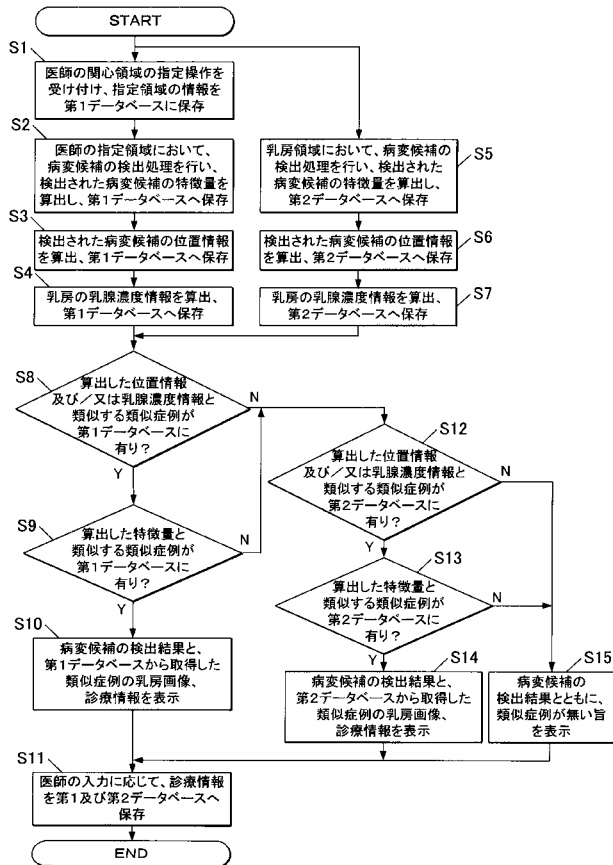 START
S1
医師の関心領域の指定操作を
受け付け、指定領域の情報を
第1データベースに保存
S2
医師の指定領域において、
病変候補の検出処理を行い、検出された
病変候補の特徴量を
算出し、第1データベースへ保存
乳房領域において、病変候補の
検出処理を行い、検出された
病変候補の特徴量を算出し、
第2データベースへ保存
S5
S3
検出された病変候補の位置情報
を算出、第1データベースへ保存
検出された病変候補の位置情報
を算出、第2データベースへ保存
S6
S4
乳房の乳腺濃度情報を算出、
第1データベースへ保存
乳房の乳腺濃度情報を算出、
第2データベースへ保存
S7
S8
算出した位置情報
及び/又は乳腺濃度情報と
類似する類似症例が
第1データベースに
有り?
N
Y
S12
算出した位置情報
及び/又は乳腺濃度情報と
類似する類似症例が
第2データベースに
有り?
N
Y
S9
算出した特徴量と
類似する類似症例が
第1データベースに
有り?
N
Y
S13
算出した特徴量と
類似する類似症例が
第2データベースに
有り?
N
Y
S10
病変候補の検出結果と、
第1データベースから取得した
類似症例の乳房画像、
診療情報を表示
S14
病変候補の検出結果と、
第2データベースから取得した
類似症例の乳房画像、
診療情報を表示
S15
病変候補の
検出結果とともに、
類似症例が無い旨
を表示
S11
医師の入力に応じて、診療情報
を第1及び第2データベースへ
保存
END